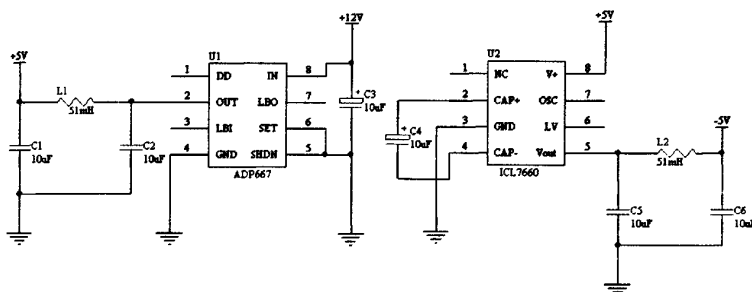 +5V
L1
51mH
C1
10uF
C2
10uF
U1
1 DD IN 8
2 OUT LBO 7
3 LBI SET 6
4 GND SHDN 5
ADP667
+12V
C3
10uF
+
C4
10uF
+
U2
1 NC V+ 8
2 CAP+ OSC 7
3 GND LV 6
4 CAP- Vout 5
ICL7660
+5V
L2
51mH
-5V
C5
10uF
C6
10uF